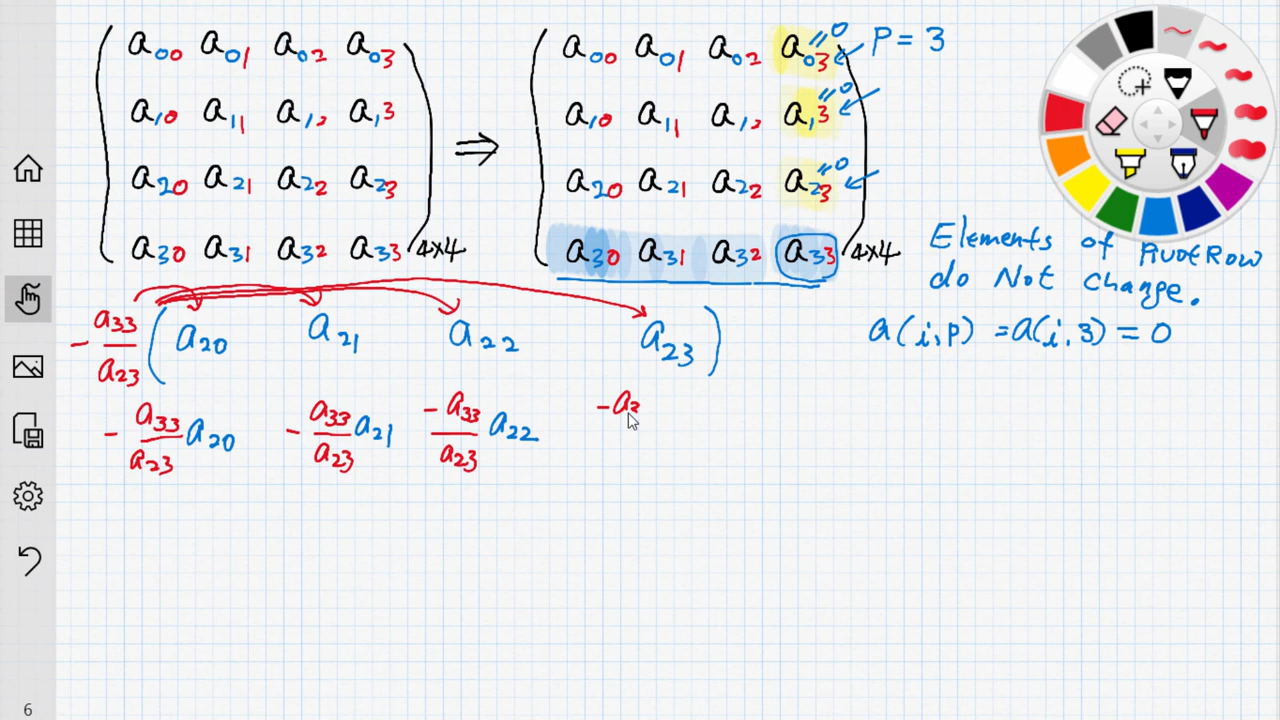 a00 a01 a02 a03
a10 a11 a12 a13
a20 a21 a22 a23
a30 a31 a32 a33 4x4
⇒
a00 a01 a02 a03 =0 P = 3
a10 a11 a12 a13 =0
a20 a21 a22 a23 =0
a30 a31 a32 a33 4x4
Elements of Pivot Row
do Not change.
a(i,p) = a(i,3) = 0
- a33/a23 ( a20 a21 a22 a23 )
- a33/a23 a20 - a33/a23 a21 - a33/a23 a22 -a3
6